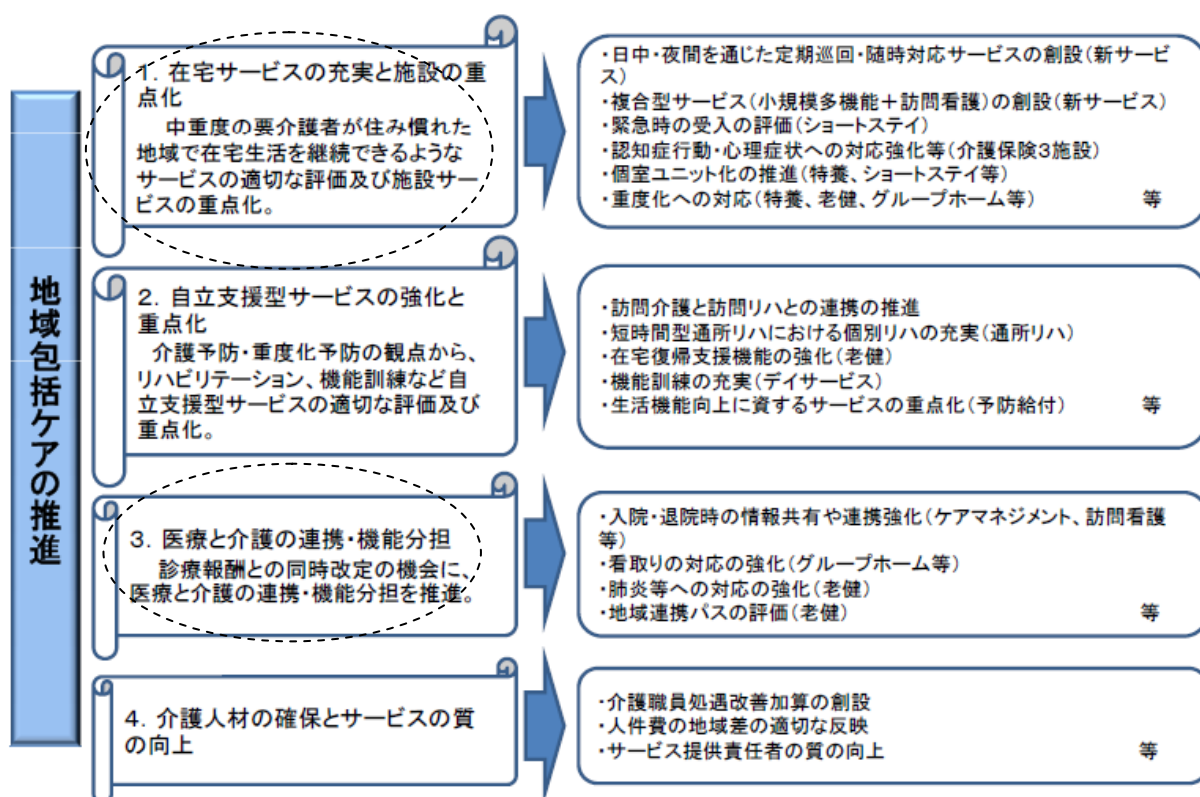 地域包括ケアの推進
1．在宅サービスの充実と施設の重
点化
中重度の要介護者が住み慣れた
地域で在宅生活を継続できるような
サービスの適切な評価及び施設サー
ビスの重点化。
・日中・夜間を通じた定期巡回・随時対応サービスの創設（新サービ
ス）
・複合型サービス（小規模多機能＋訪問看護）の創設（新サービス）
・緊急時の受入の評価（ショートステイ）
・認知症行動・心理症状への対応強化等（介護保険3施設）
・個室ユニット化の推進（特養、ショートステイ等）
・重度化への対応（特養、老健、グループホーム等） 等
2．自立支援型サービスの強化と
重点化
介護予防・重度化予防の観点から、
リハビリテーション、機能訓練など自
立支援型サービスの適切な評価及び
重点化。
・訪問介護と訪問リハとの連携の推進
・短時間型通所リハにおける個別リハの充実（通所リハ）
・在宅復帰支援機能の強化（老健）
・機能訓練の充実（デイサービス）
・生活機能向上に資するサービスの重点化（予防給付） 等
3．医療と介護の連携・機能分担
診療報酬との同時改定の機会に、
医療と介護の連携・機能分担を推進。
・入院・退院時の情報共有や連携強化（ケアマネジメント、訪問看護
等）
・看取りの対応の強化（グループホーム等）
・肺炎等への対応の強化（老健）
・地域連携パスの評価（老健） 等
4．介護人材の確保とサービスの質
の向上
・介護職員処遇改善加算の創設
・人件費の地域差の適切な反映
・サービス提供責任者の質の向上 等